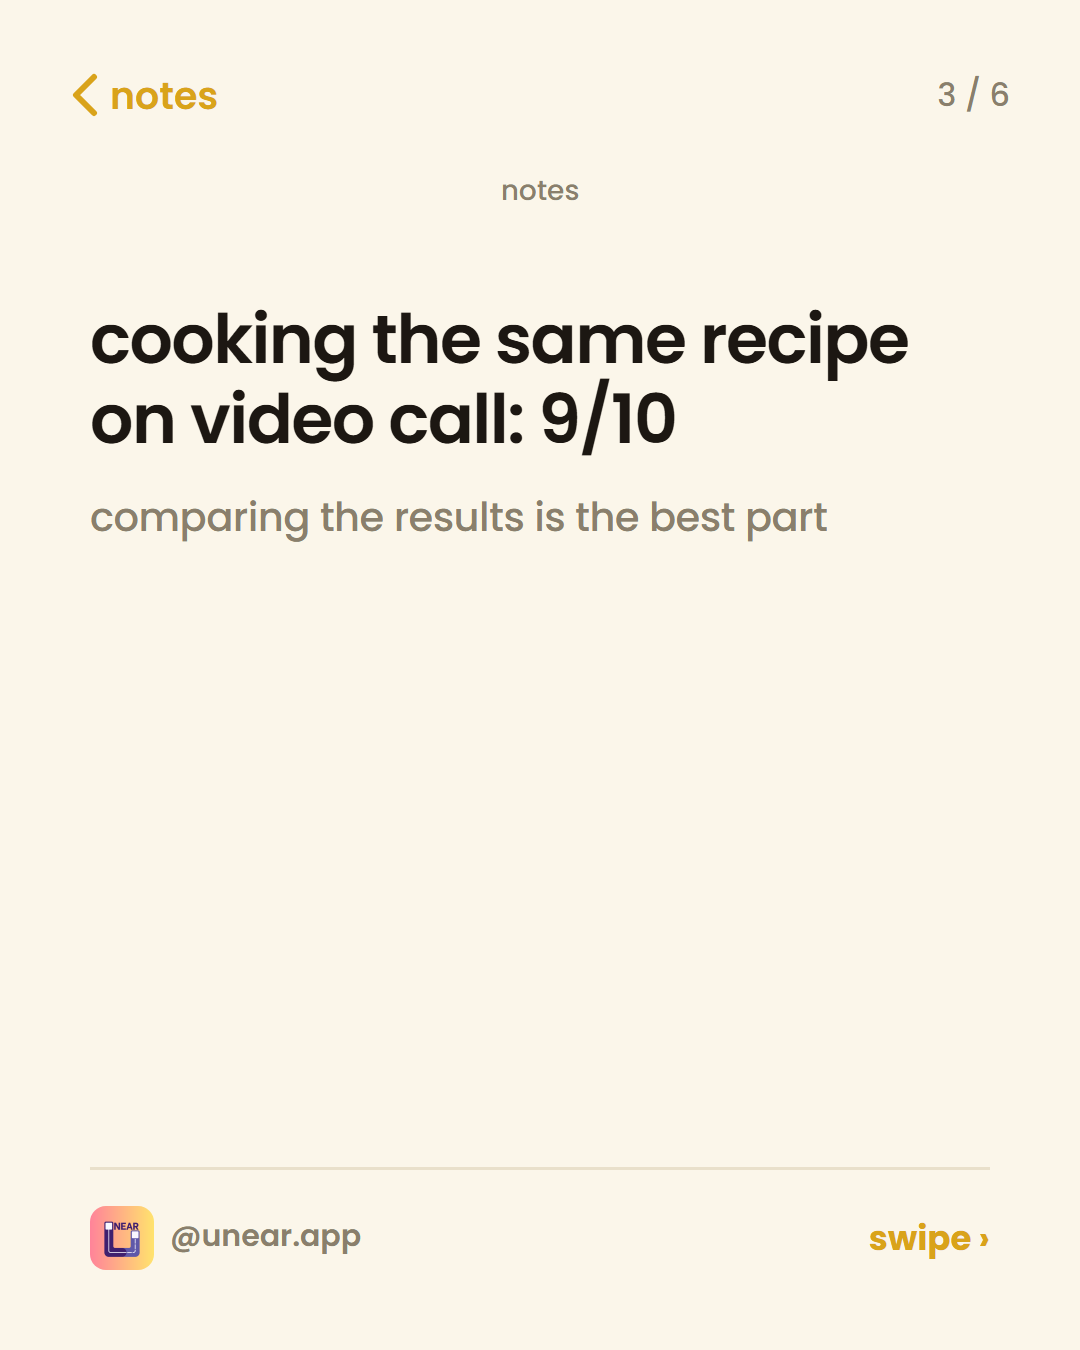 notes
3 / 6
notes
cooking the same recipe
on video call: 9/10
comparing the results is the best part
UNEAR
@unear.app
swipe ›